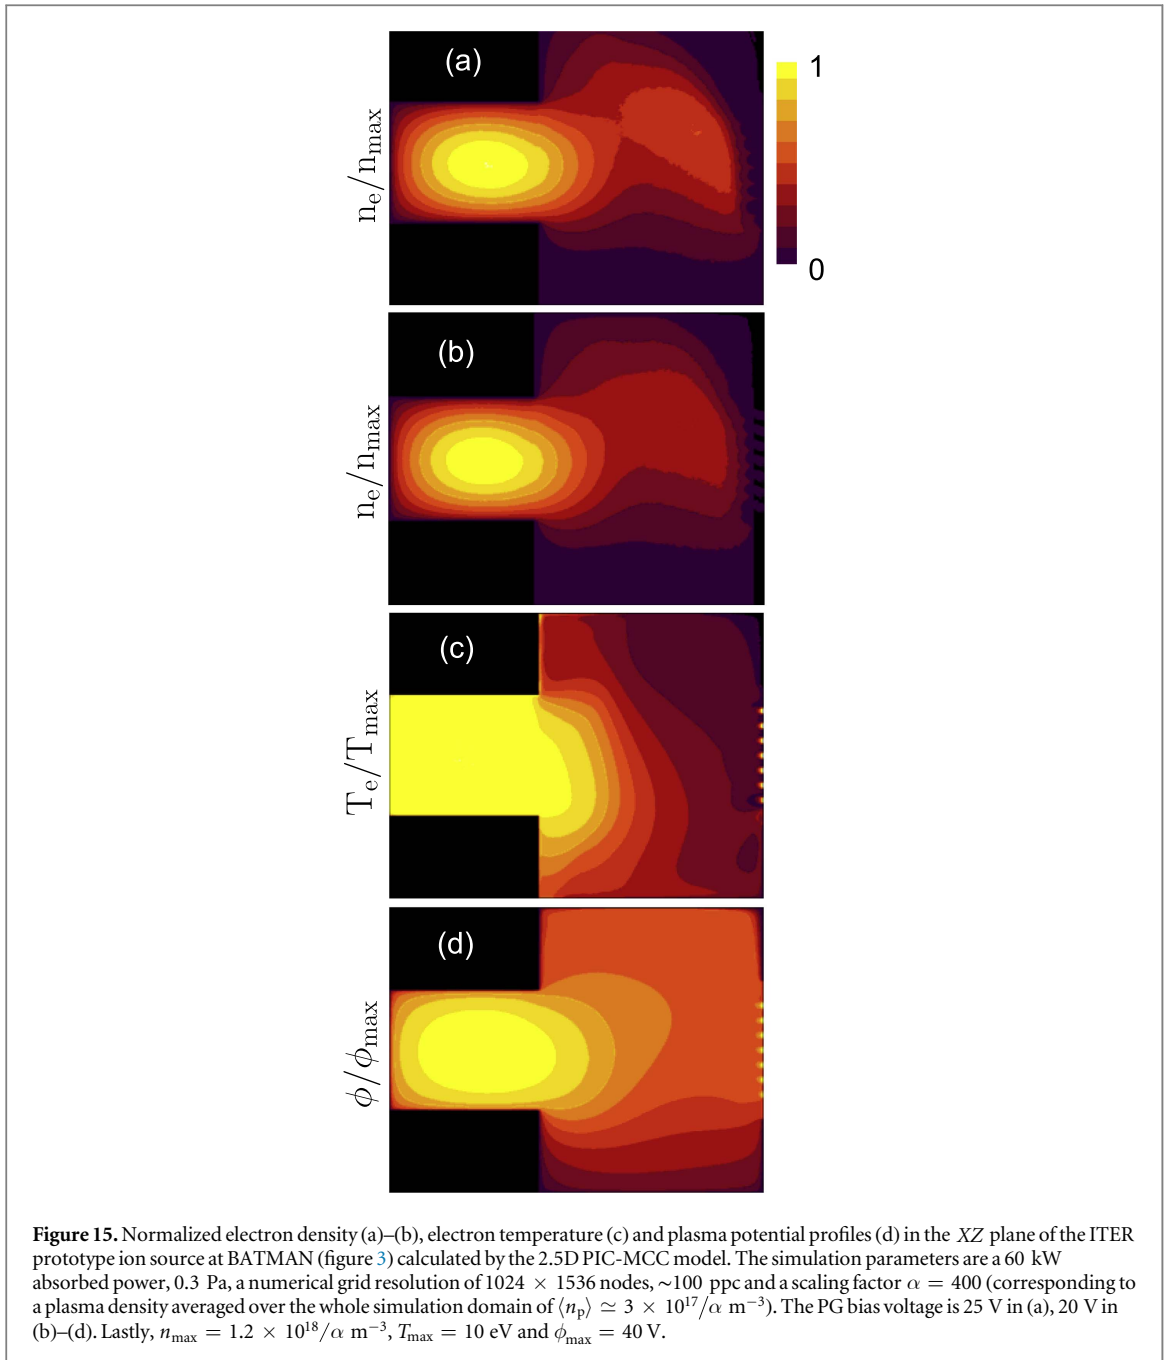 (a)
1
n_e/n_max
0
(b)
n_e/n_max
(c)
T_e/T_max
(d)
ϕ/ϕ_max
Figure 15. Normalized electron density (a)–(b), electron temperature (c) and plasma potential profiles (d) in the XZ plane of the ITER
prototype ion source at BATMAN (figure 3) calculated by the 2.5D PIC-MCC model. The simulation parameters are a 60 kW
absorbed power, 0.3 Pa, a numerical grid resolution of 1024 × 1536 nodes, ~100 ppc and a scaling factor α = 400 (corresponding to
a plasma density averaged over the whole simulation domain of ⟨n_p⟩ ≃ 3 × 10^17/α m^−3). The PG bias voltage is 25 V in (a), 20 V in
(b)–(d). Lastly, n_max = 1.2 × 10^18/α m^−3, T_max = 10 eV and ϕ_max = 40 V.